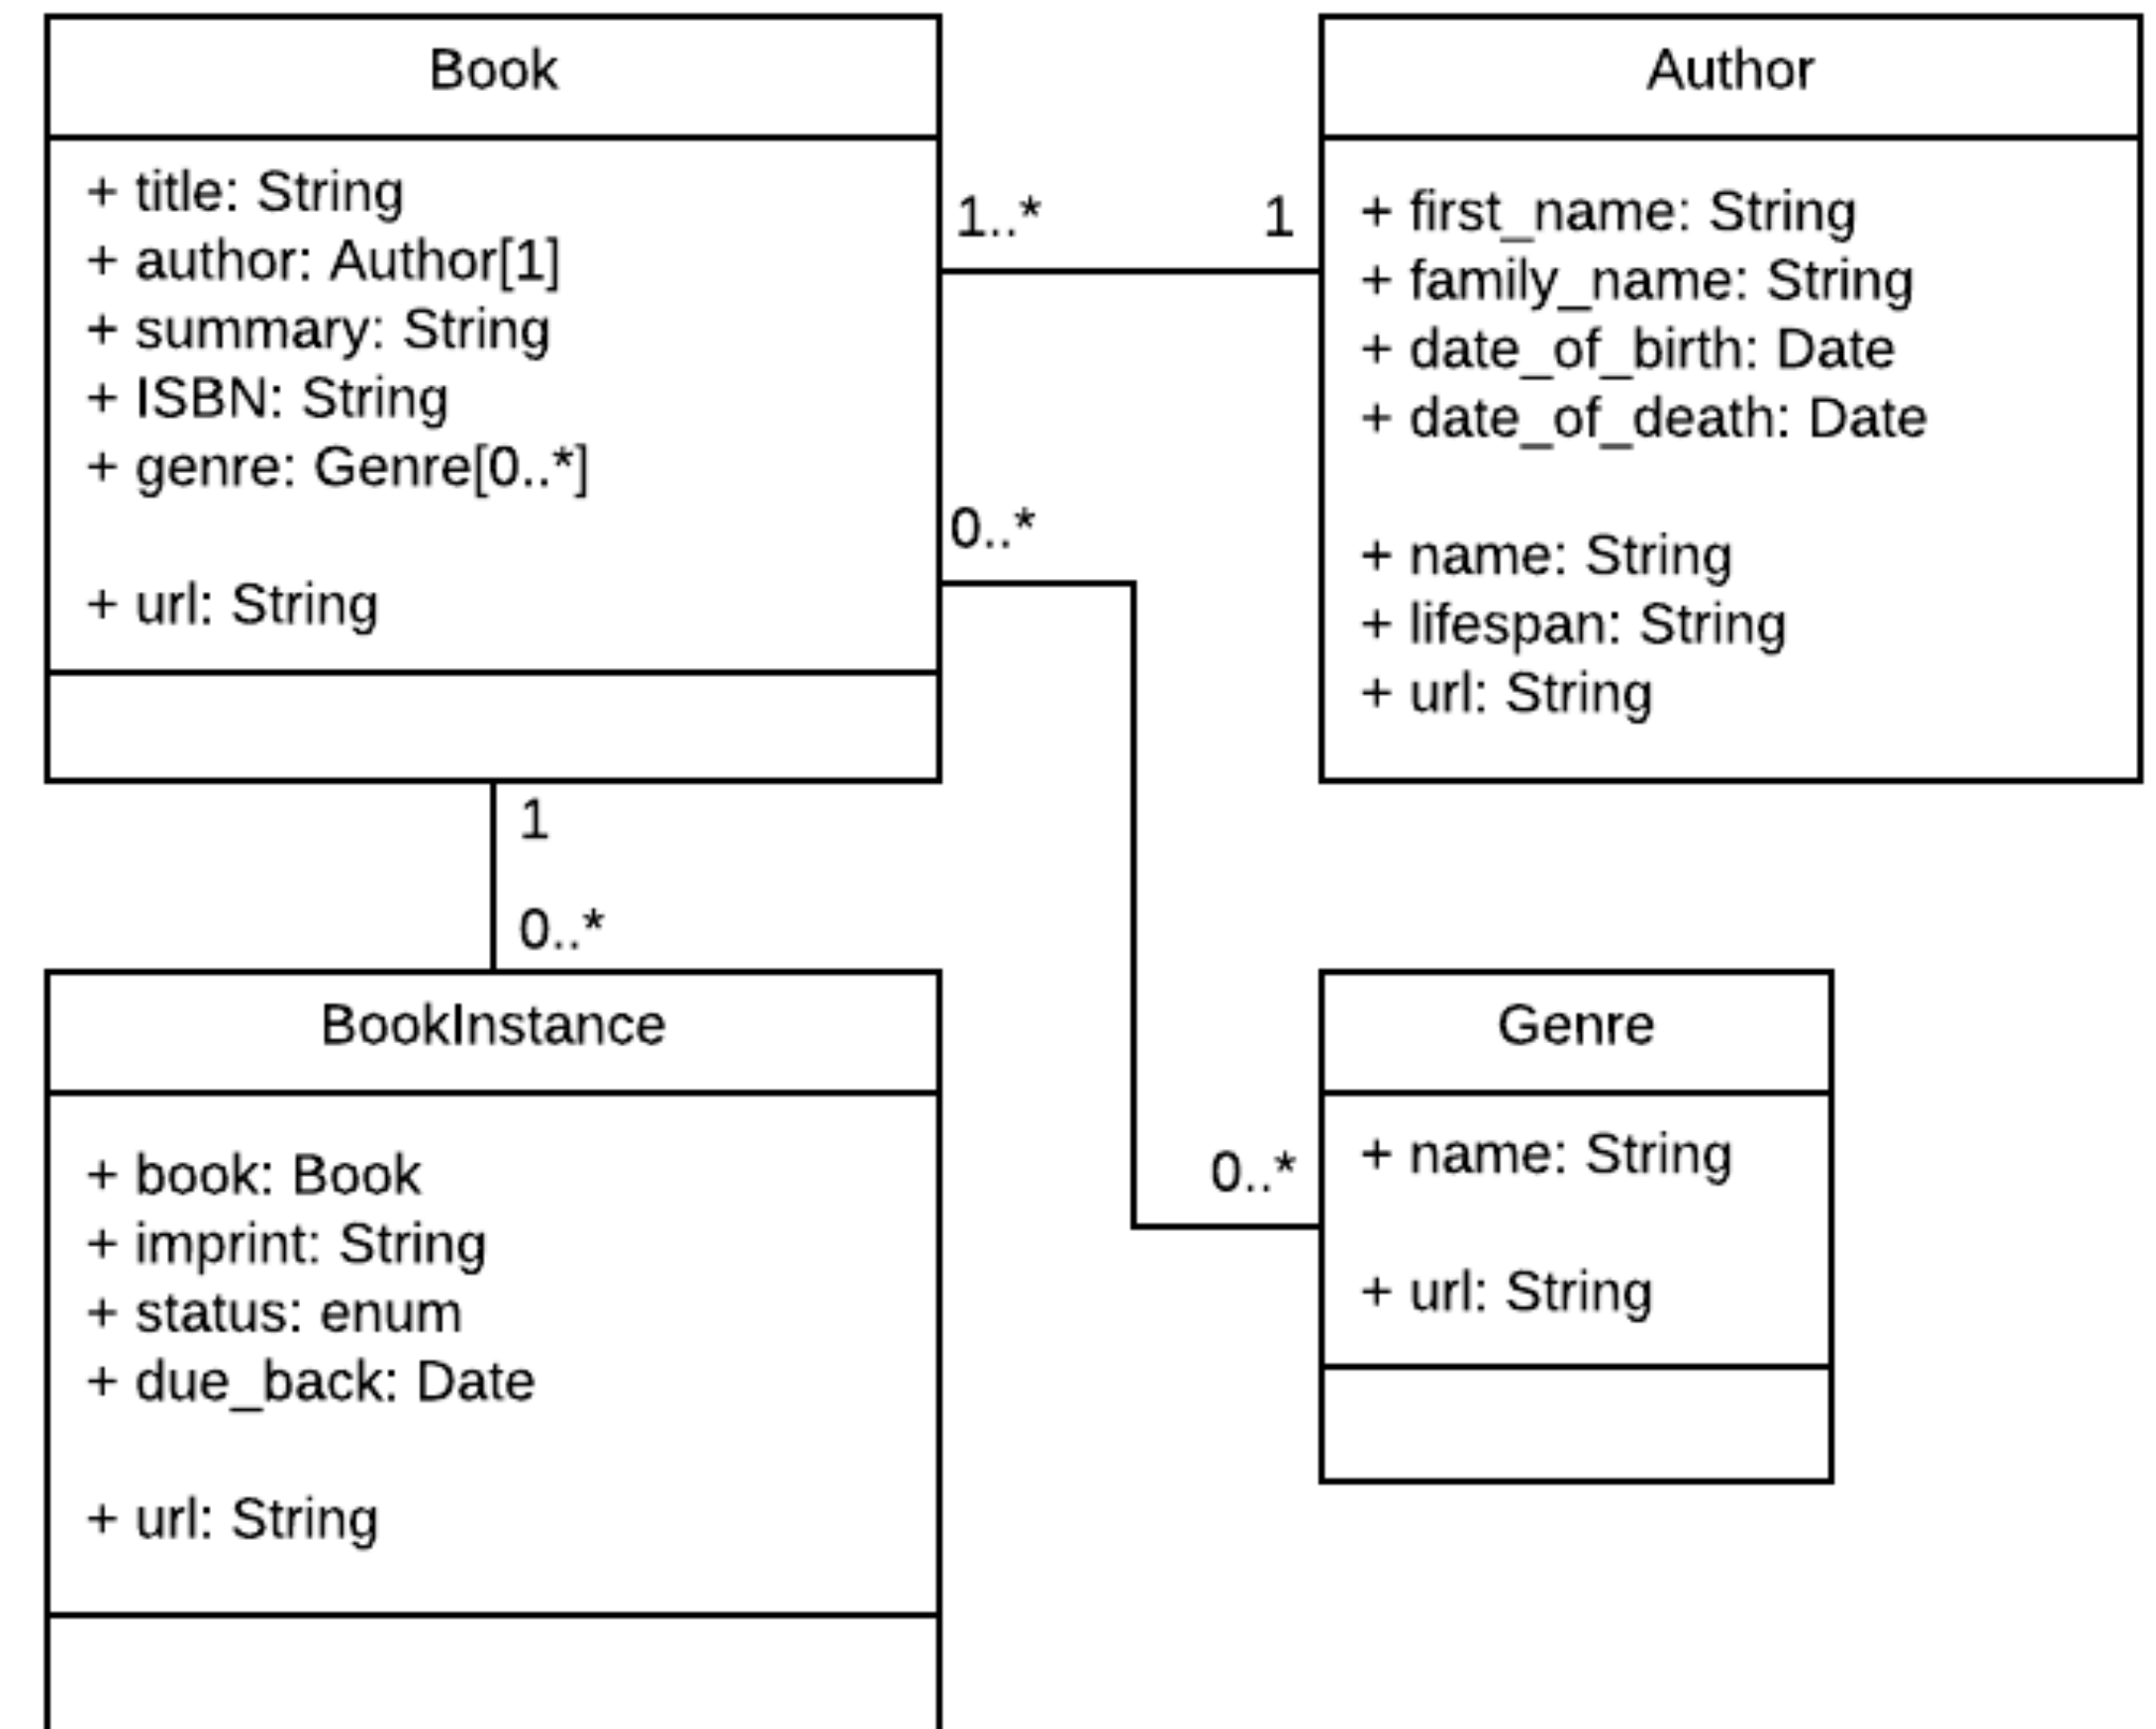 Book
+ title: String
+ author: Author[1]
+ summary: String
+ ISBN: String
+ genre: Genre[0..*]
+ url: String
1..*
1
0..*
Author
+ first_name: String
+ family_name: String
+ date_of_birth: Date
+ date_of_death: Date
+ name: String
+ lifespan: String
+ url: String
1
0..*
BookInstance
+ book: Book
+ imprint: String
+ status: enum
+ due_back: Date
+ url: String
0..*
Genre
+ name: String
+ url: String